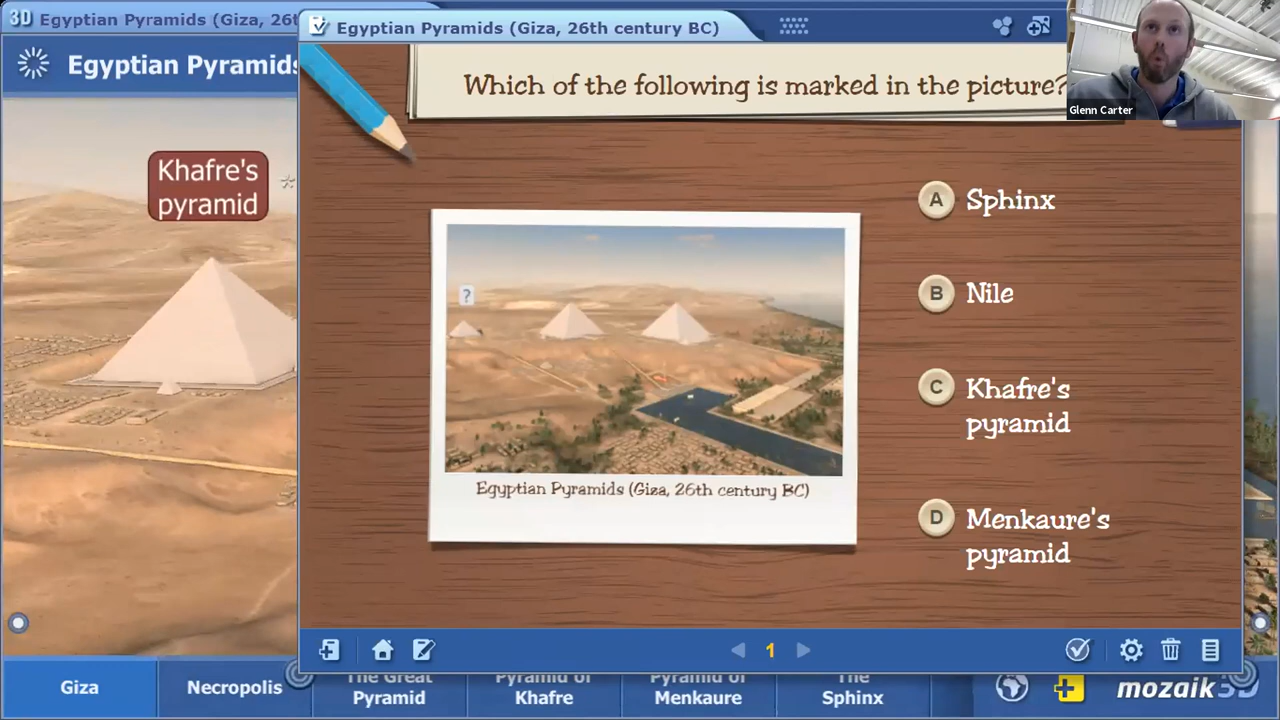 3D Egyptian Pyramids (Giza, 26t
Egyptian Pyramids (Giza, 26th century BC)
Egyptian Pyramids
Which of the following is marked in the picture?
Glenn Carter
Khafre's
pyramid
?
Egyptian Pyramids (Giza, 26th century BC)
A Sphinx
B Nile
C Khafre's
pyramid
D Menkaure's
pyramid
1
Giza
Necropolis
The Great
Pyramid
Pyramid of
Khafre
Pyramid of
Menkaure
The
Sphinx
mozaik3D